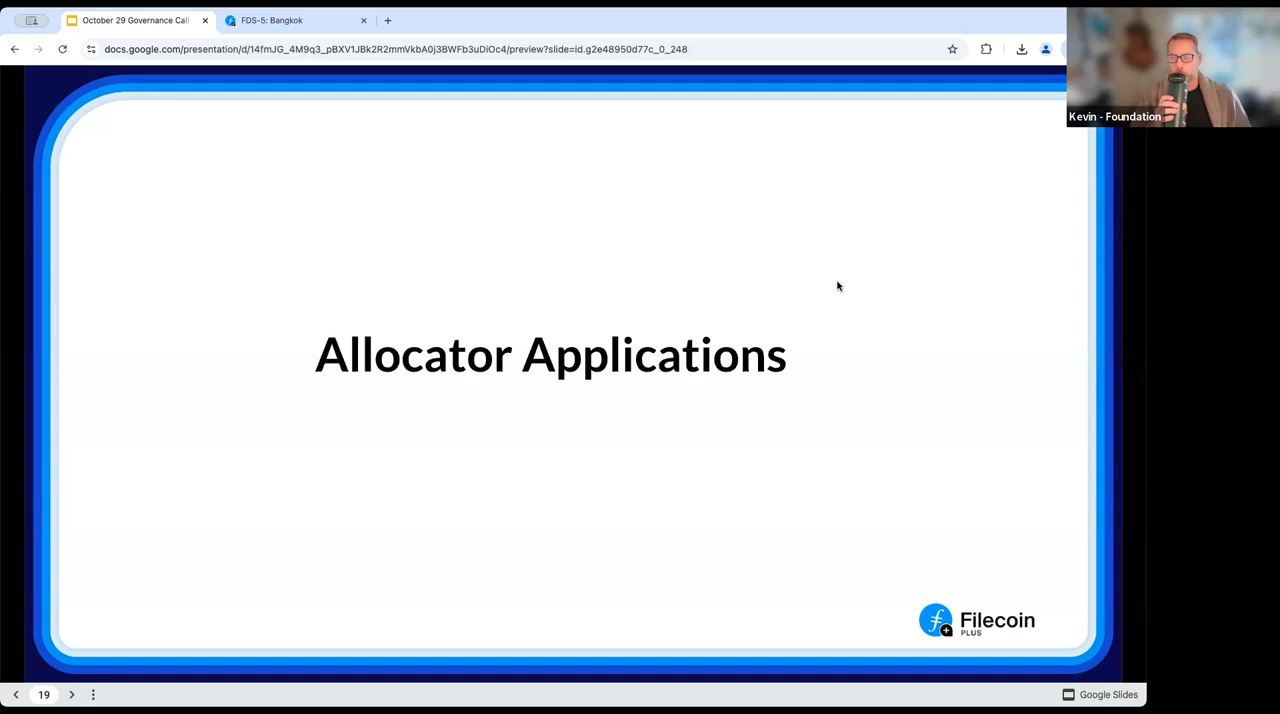 October 29 Governance Call
FDS-5: Bangkok
docs.google.com/presentation/d/14fmJG_4M9q3_pBXV1JBk2R2mmVkbA0j3BWFb3uDiOc4/preview?slide=id.g2e48950d77c_0_248
Kevin - Foundation
Allocator Applications
Filecoin
PLUS
19
Google Slides